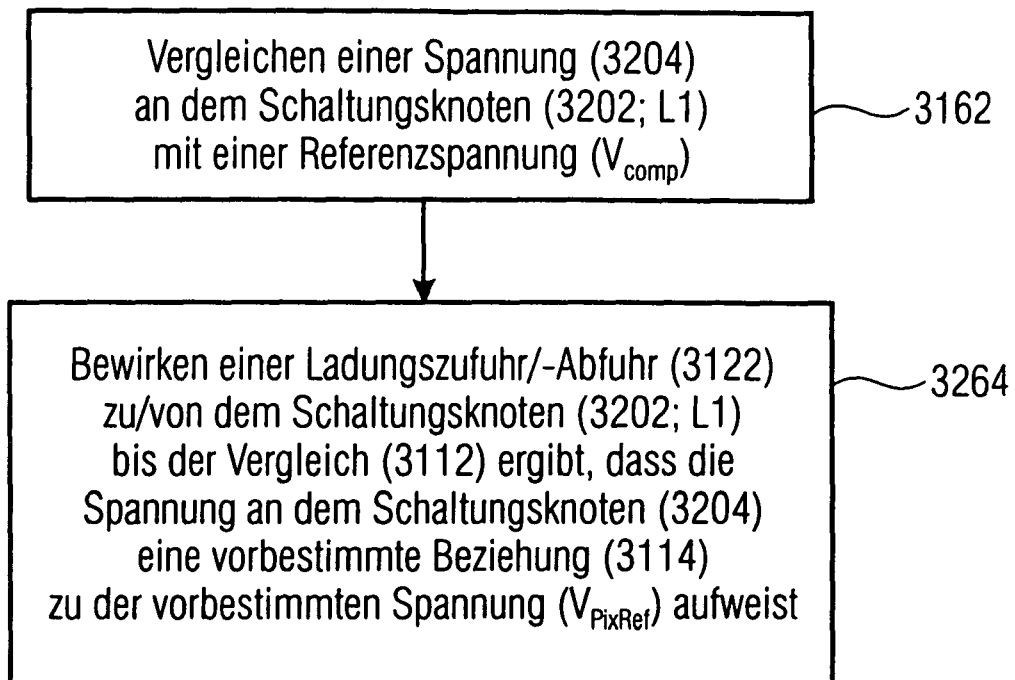 Vergleichen einer Spannung (3204)
an dem Schaltungsknoten (3202; L1)
mit einer Referenzspannung (Vcomp)
3162
Bewirken einer Ladungszufuhr/-Abfuhr (3122)
zu/von dem Schaltungsknoten (3202; L1)
bis der Vergleich (3112) ergibt, dass die
Spannung an dem Schaltungsknoten (3204)
eine vorbestimmte Beziehung (3114)
zu der vorbestimmten Spannung (VPixRef) aufweist
3264